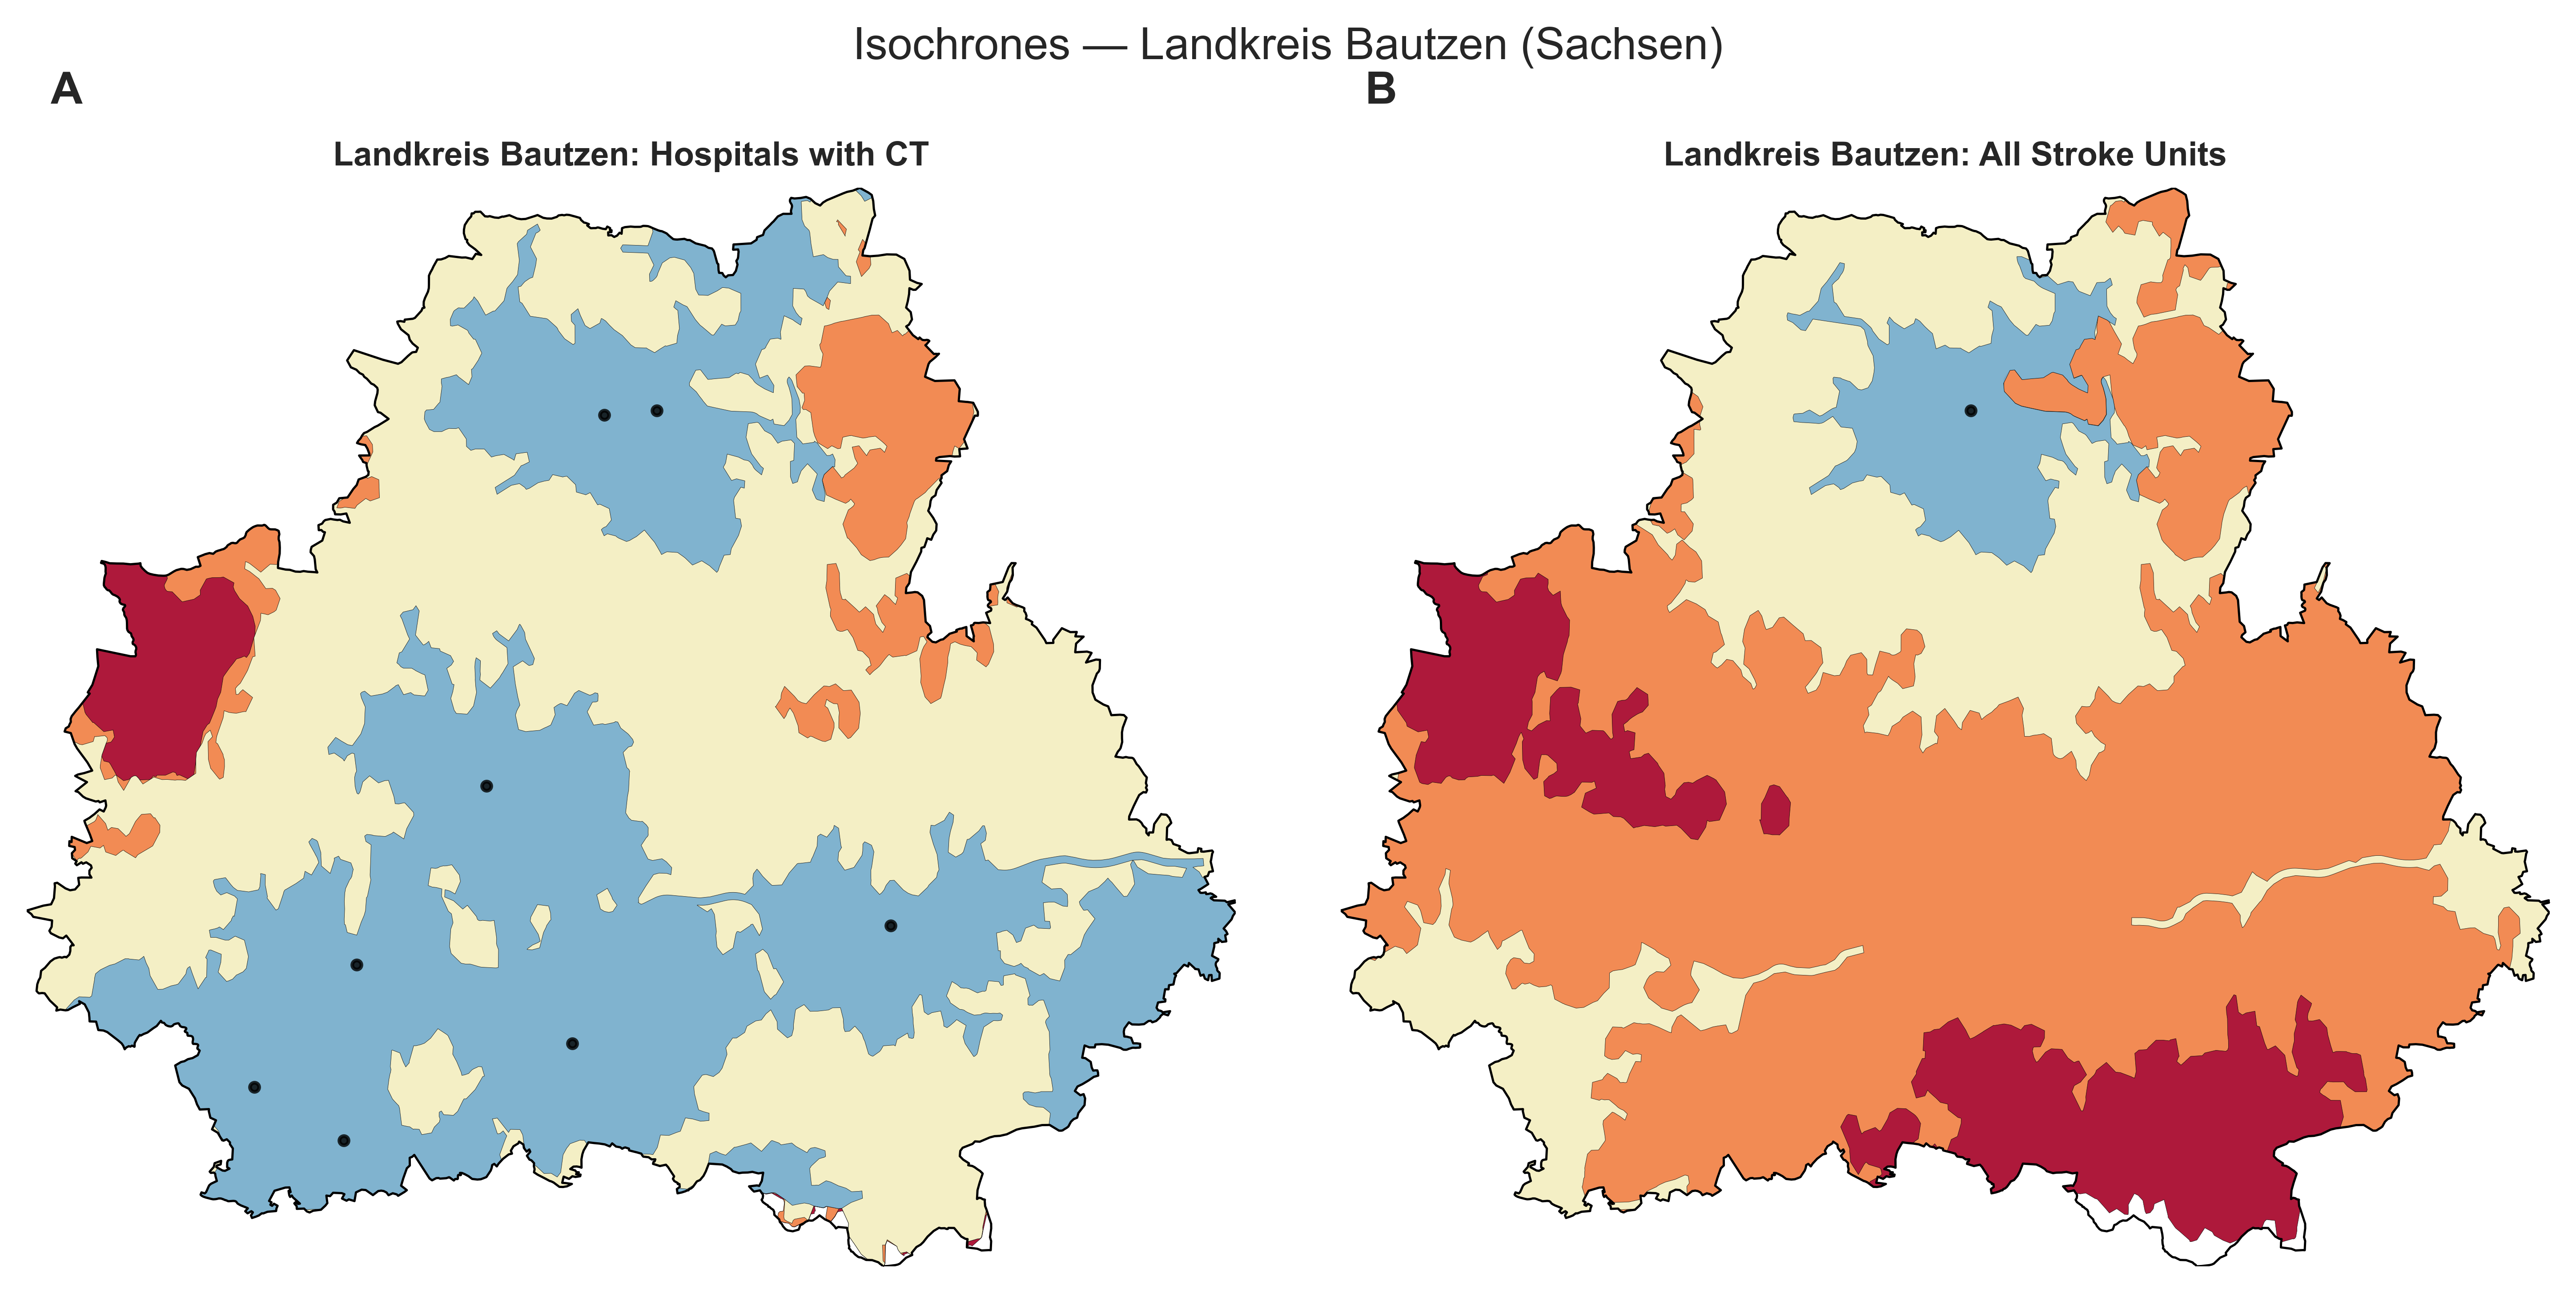 Isochrones — Landkreis Bautzen (Sachsen)
A
B
Landkreis Bautzen: Hospitals with CT
Landkreis Bautzen: All Stroke Units